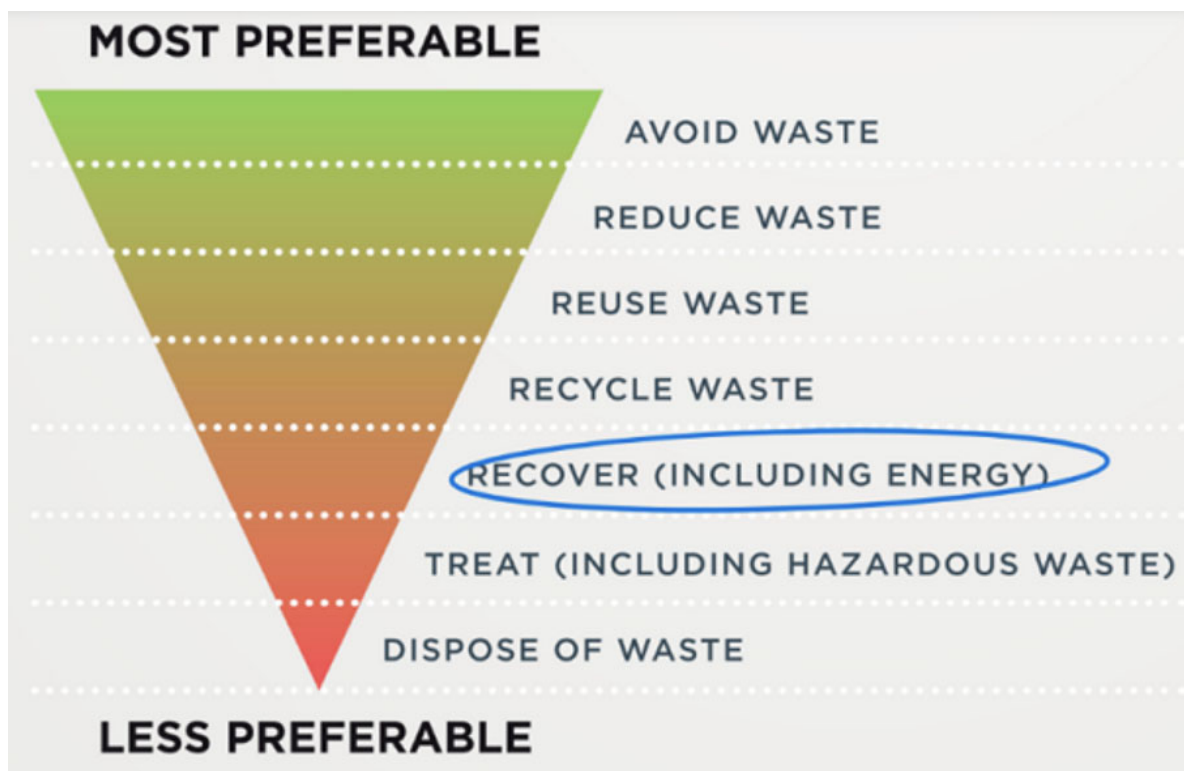 MOST PREFERABLE
AVOID WASTE
REDUCE WASTE
REUSE WASTE
RECYCLE WASTE
RECOVER (INCLUDING ENERGY)
TREAT (INCLUDING HAZARDOUS WASTE)
DISPOSE OF WASTE
LESS PREFERABLE